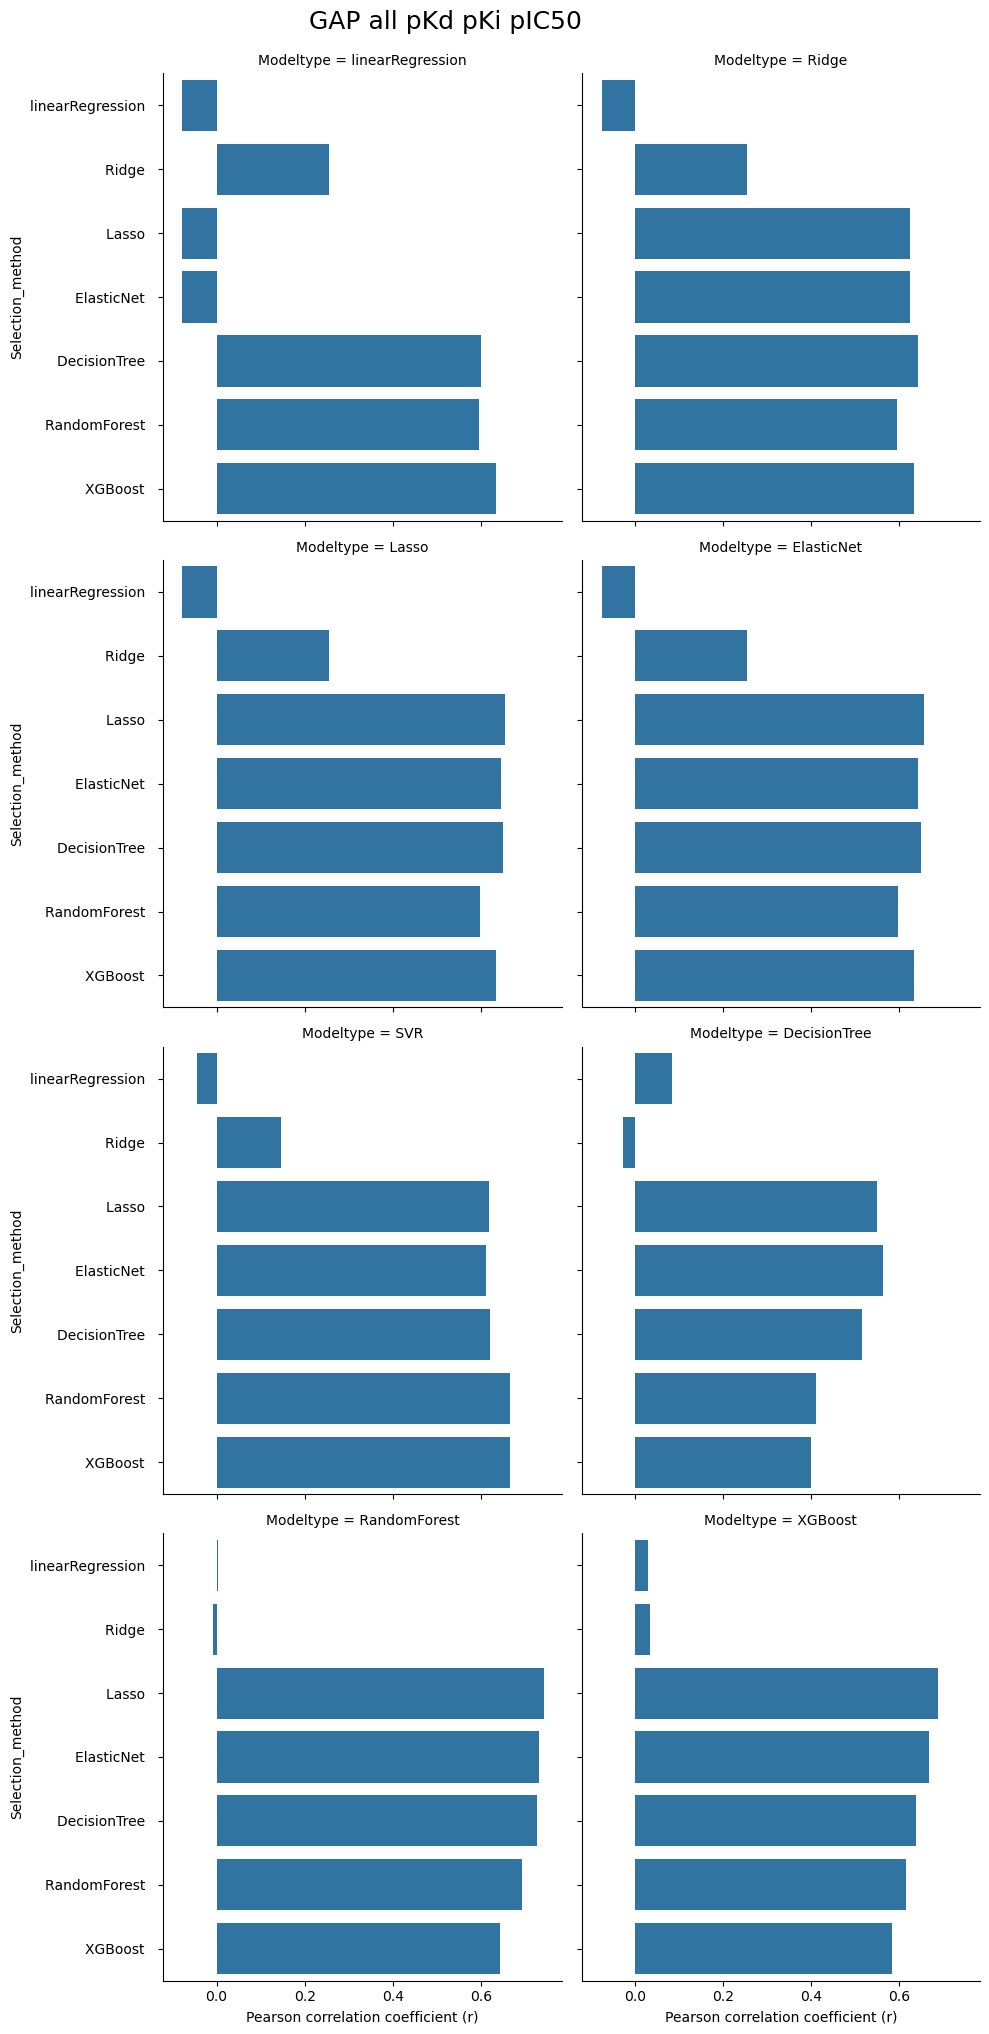 GAP all pKd pKi pIC50
Modeltype = linearRegression
Modeltype = Ridge
Selection_method
linearRegression
Ridge
Lasso
ElasticNet
DecisionTree
RandomForest
XGBoost
Modeltype = Lasso
Modeltype = ElasticNet
Selection_method
linearRegression
Ridge
Lasso
ElasticNet
DecisionTree
RandomForest
XGBoost
Modeltype = SVR
Modeltype = DecisionTree
Selection_method
linearRegression
Ridge
Lasso
ElasticNet
DecisionTree
RandomForest
XGBoost
Modeltype = RandomForest
Modeltype = XGBoost
Selection_method
linearRegression
Ridge
Lasso
ElasticNet
DecisionTree
RandomForest
XGBoost
0.0 0.2 0.4 0.6
0.0 0.2 0.4 0.6
Pearson correlation coefficient (r)
Pearson correlation coefficient (r)